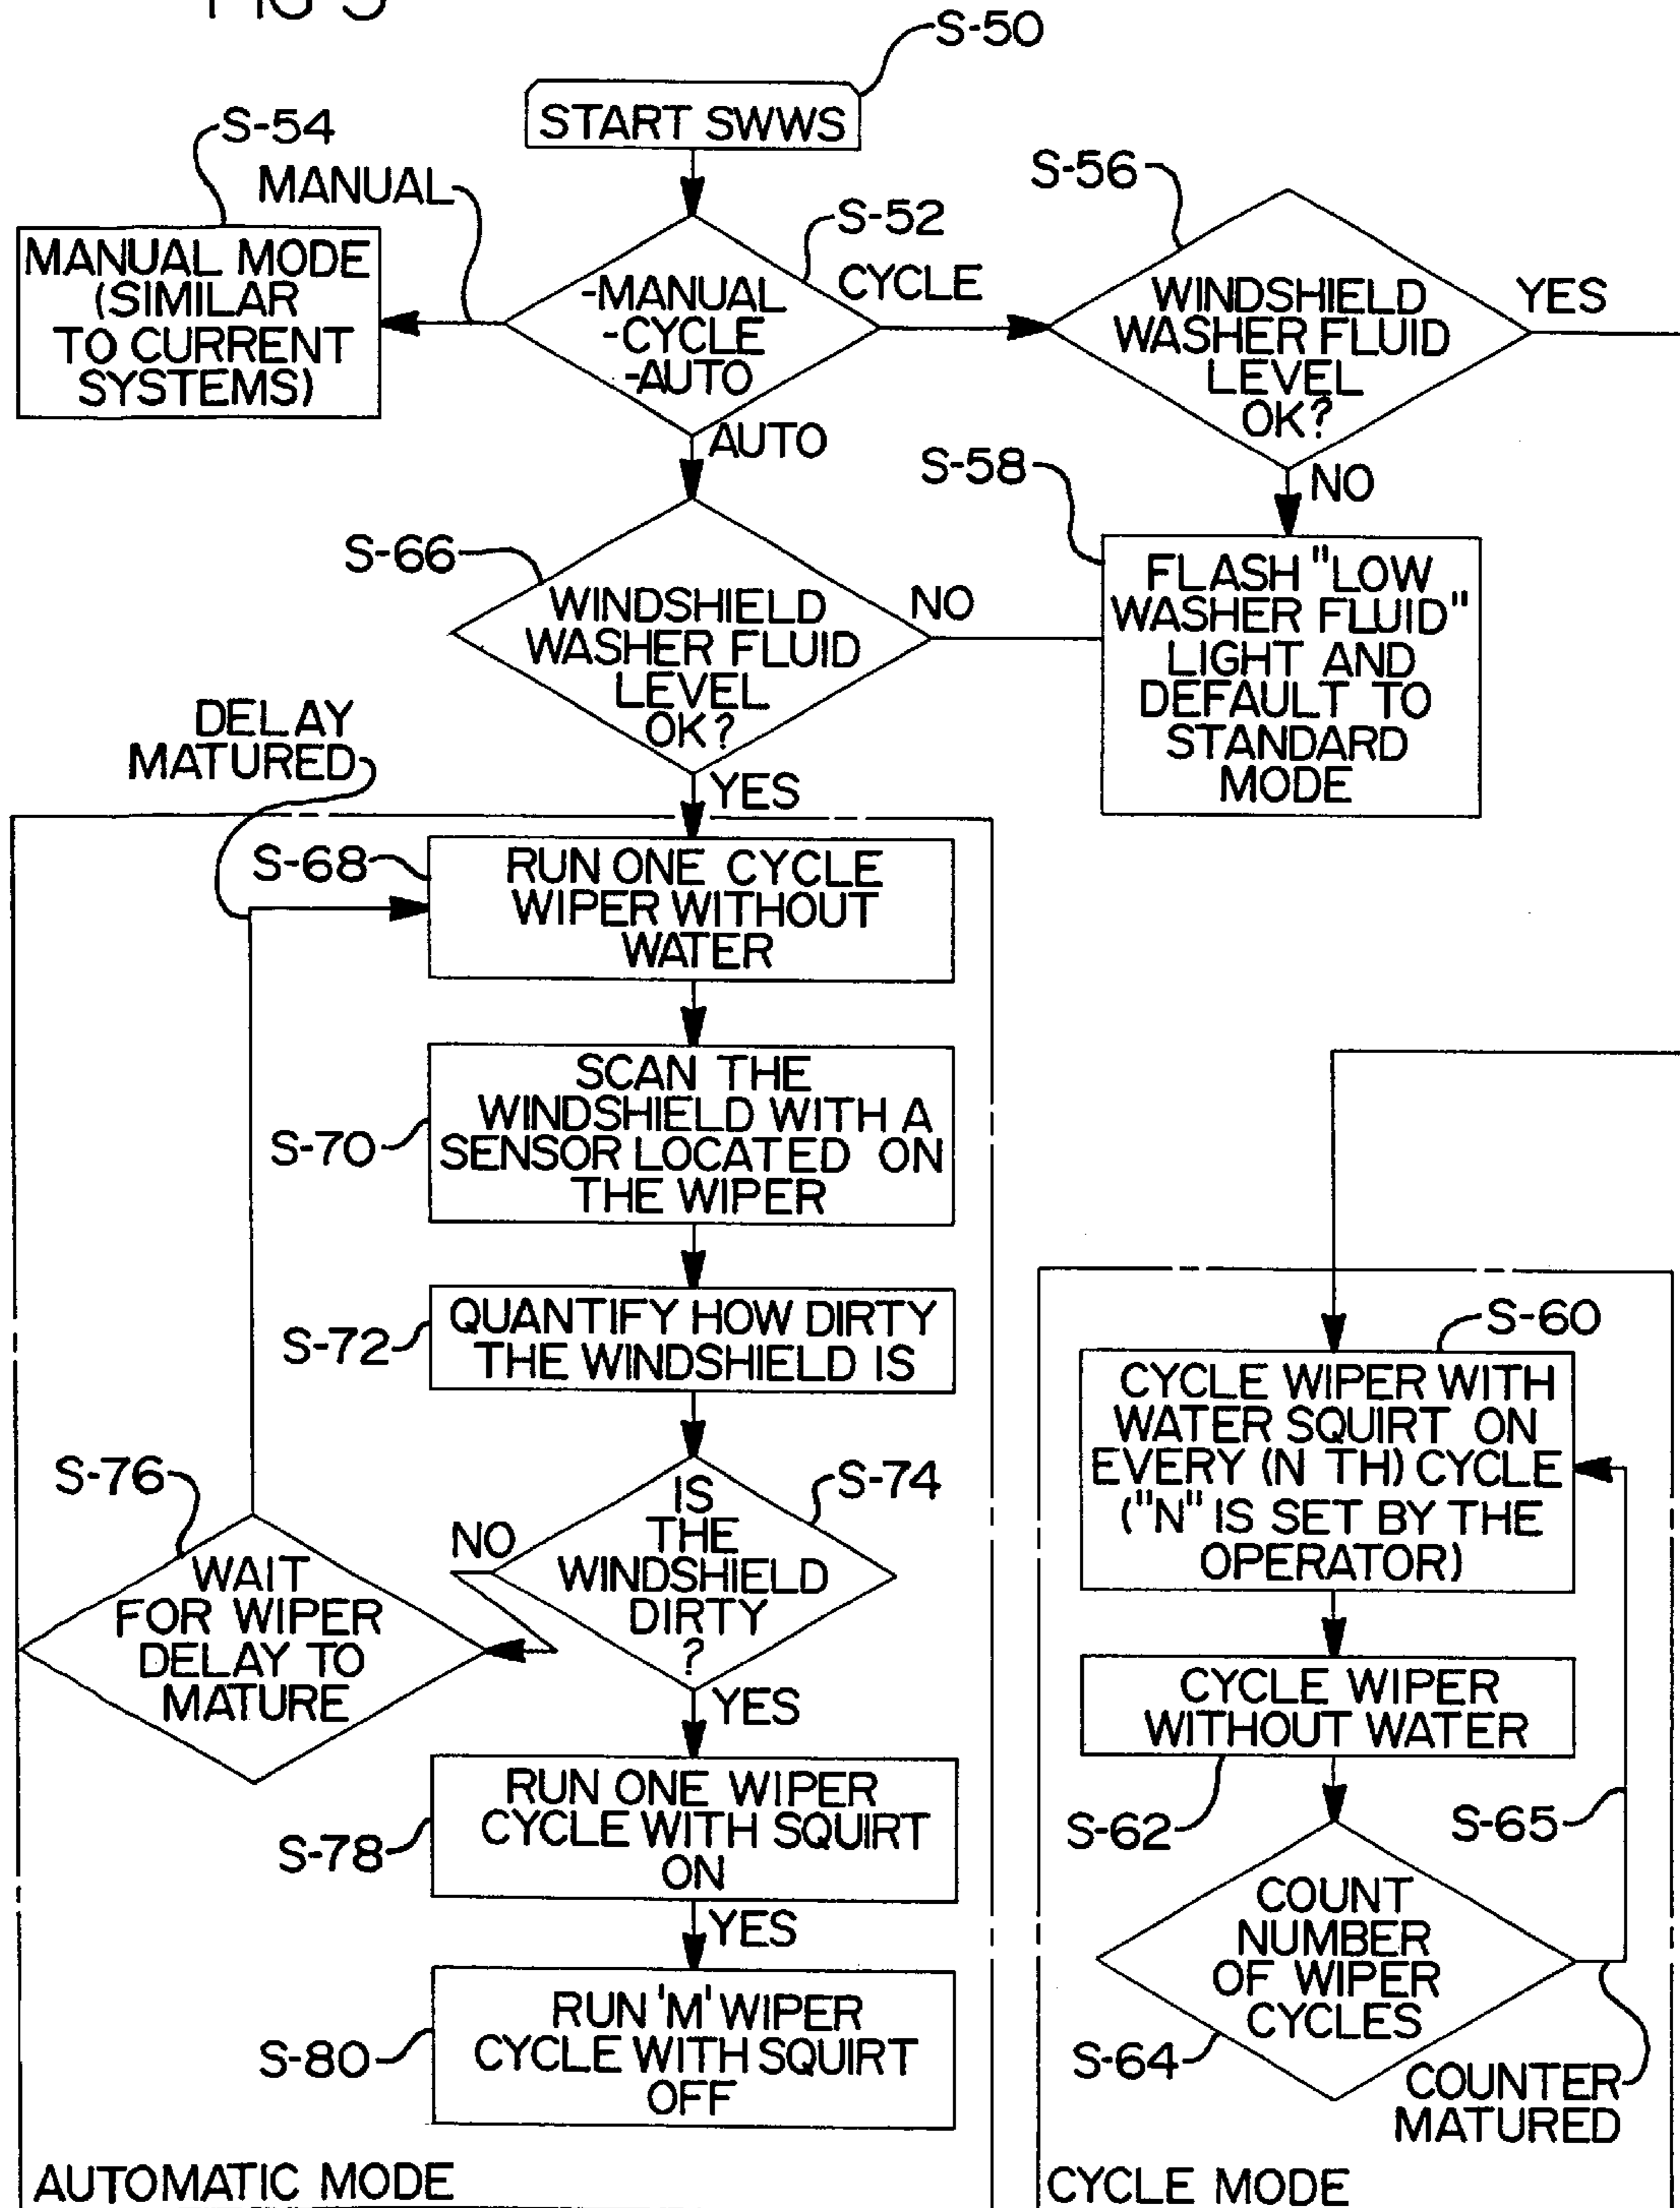 FIG 5
S-50
START SWWS
S-54
MANUAL
MANUAL MODE
(SIMILAR
TO CURRENT
SYSTEMS)
S-52
-MANUAL
-CYCLE
-AUTO
CYCLE
S-56
WINDSHIELD
WASHER FLUID
LEVEL
OK?
YES
AUTO
NO
S-58
FLASH "LOW
WASHER FLUID"
LIGHT AND
DEFAULT TO
STANDARD
MODE
S-66
WINDSHIELD
WASHER FLUID
LEVEL
OK?
NO
DELAY
MATURED
YES
S-68
RUN ONE CYCLE
WIPER WITHOUT
WATER
S-70
SCAN THE
WINDSHIELD WITH A
SENSOR LOCATED ON
THE WIPER
S-72
QUANTIFY HOW DIRTY
THE WINDSHIELD IS
S-76
WAIT
FOR WIPER
DELAY TO
MATURE
NO
S-74
IS
THE
WINDSHIELD
DIRTY
?
YES
S-78
RUN ONE WIPER
CYCLE WITH SQUIRT
ON
YES
S-80
RUN 'M' WIPER
CYCLE WITH SQUIRT
OFF
AUTOMATIC MODE
S-60
CYCLE WIPER WITH
WATER SQUIRT ON
EVERY (N TH) CYCLE
("N" IS SET BY THE
OPERATOR)
CYCLE WIPER
WITHOUT WATER
S-62
S-65
COUNT
NUMBER
OF WIPER
CYCLES
S-64
COUNTER
MATURED
CYCLE MODE